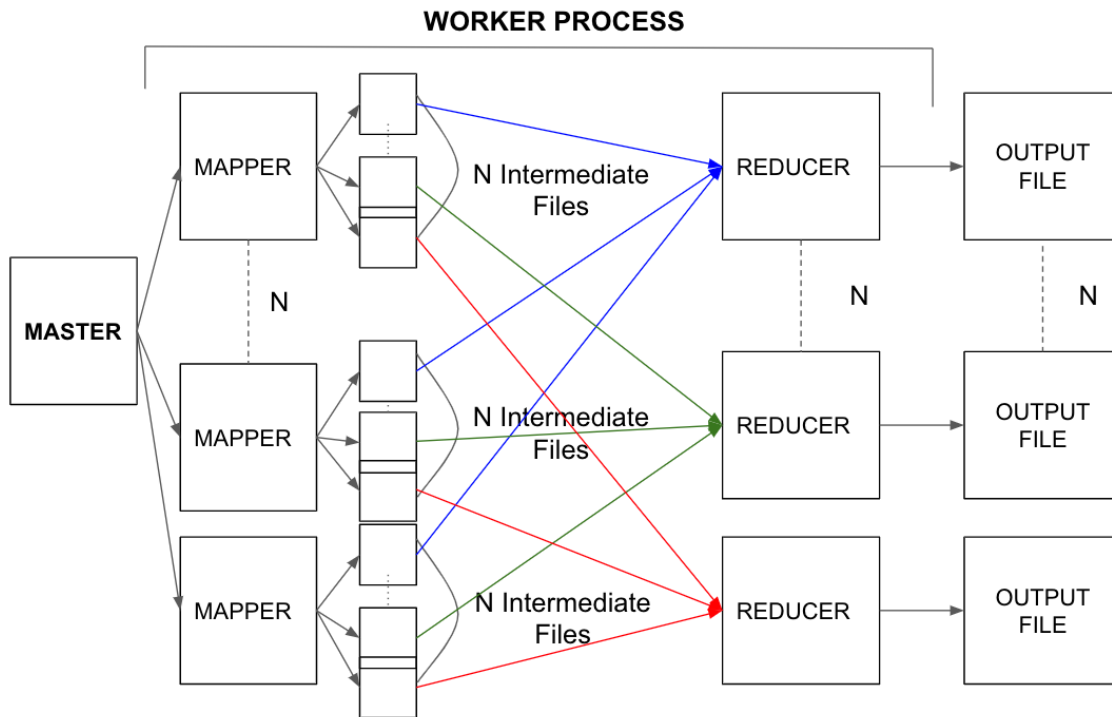 WORKER PROCESS
MAPPER
N Intermediate
Files
REDUCER
OUTPUT
FILE
N
N
N
MASTER
MAPPER
N Intermediate
Files
REDUCER
OUTPUT
FILE
MAPPER
N Intermediate
Files
REDUCER
OUTPUT
FILE